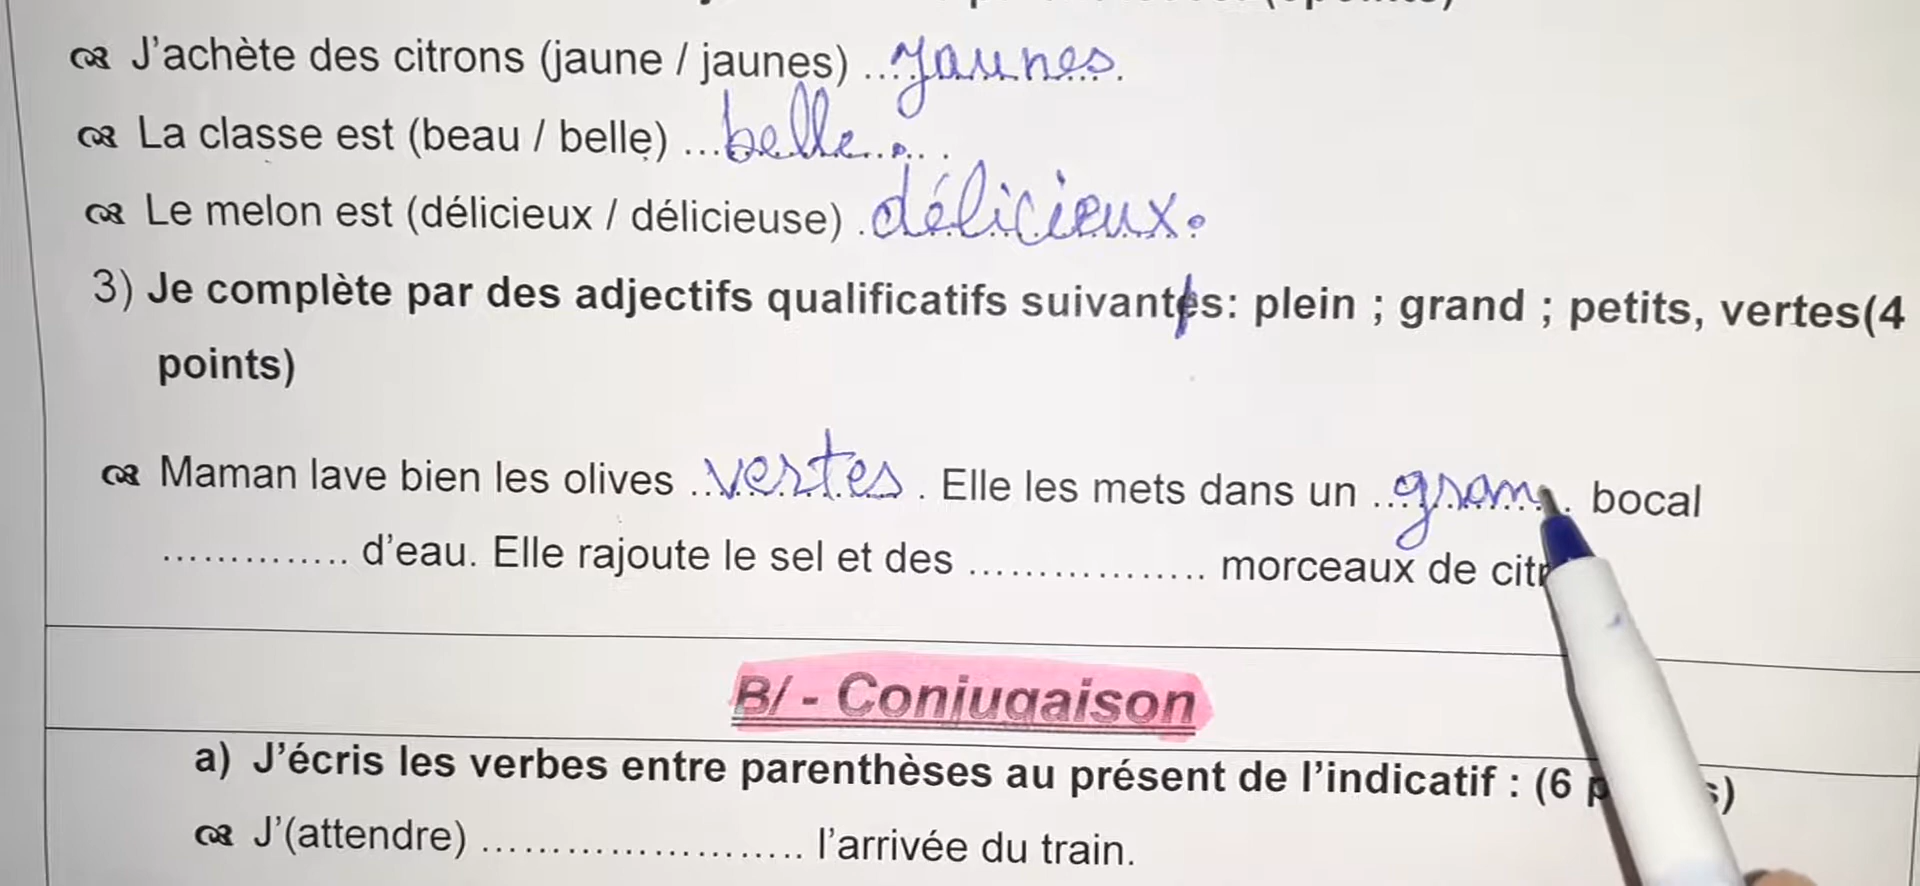 J'achète des citrons (jaune / jaunes) ...jaunes.
La classe est (beau / belle) ...belle....
Le melon est (délicieux / délicieuse) .délicieux.
3) Je complète par des adjectifs qualificatifs suivants: plein ; grand ; petits, vertes(4
points)
Maman lave bien les olives ..vertes. . Elle les mets dans un ...gran.. bocal
.............. d'eau. Elle rajoute le sel et des .................. morceaux de
B/ - Conjugaison
a) J'écris les verbes entre parenthèses au présent de l'indicatif : (6
J'(attendre) ........................ l'arrivée du train.